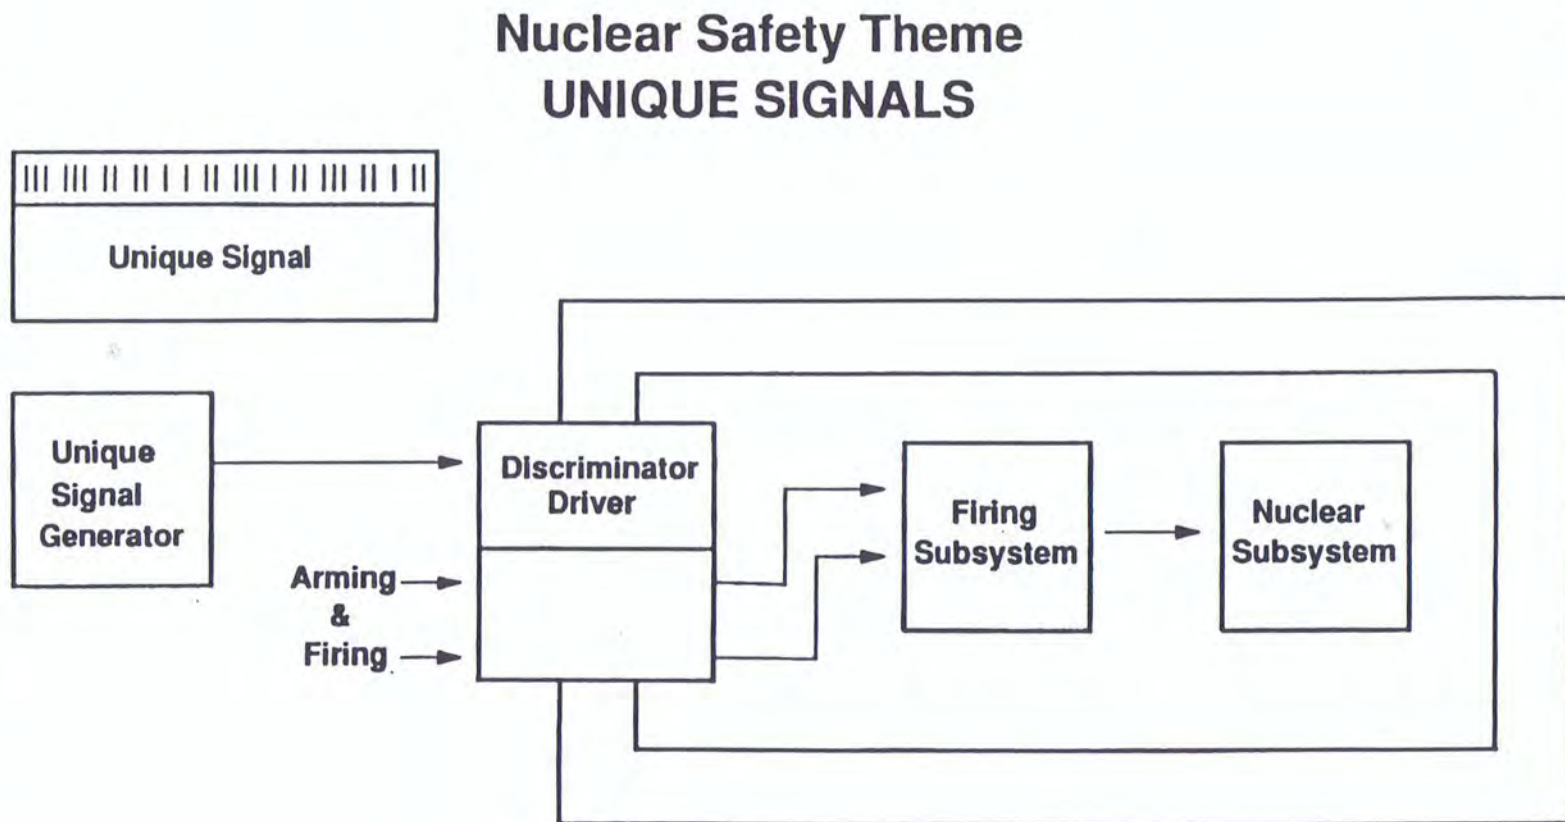 Nuclear Safety Theme
UNIQUE SIGNALS
Unique Signal
Unique
Signal
Generator
Arming
&
Firing
Discriminator
Driver
Firing
Subsystem
Nuclear
Subsystem